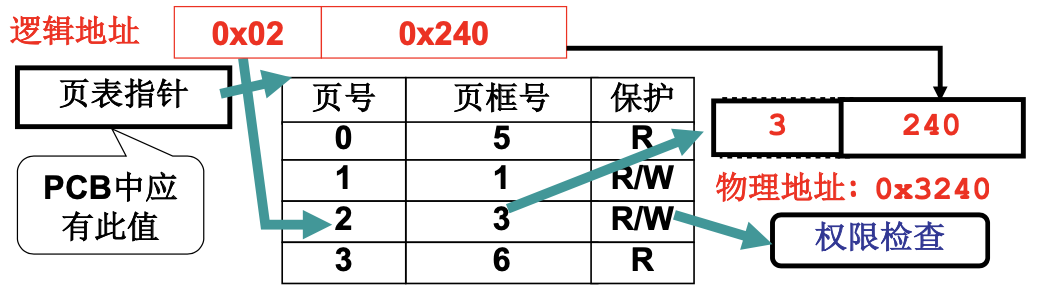 逻辑地址 0x02 0x240
页表指针
PCB中应
有此值
页号 页框号 保护
0 5 R
1 1 R/W
2 3 R/W
3 6 R
3 240
物理地址: 0x3240
权限检查